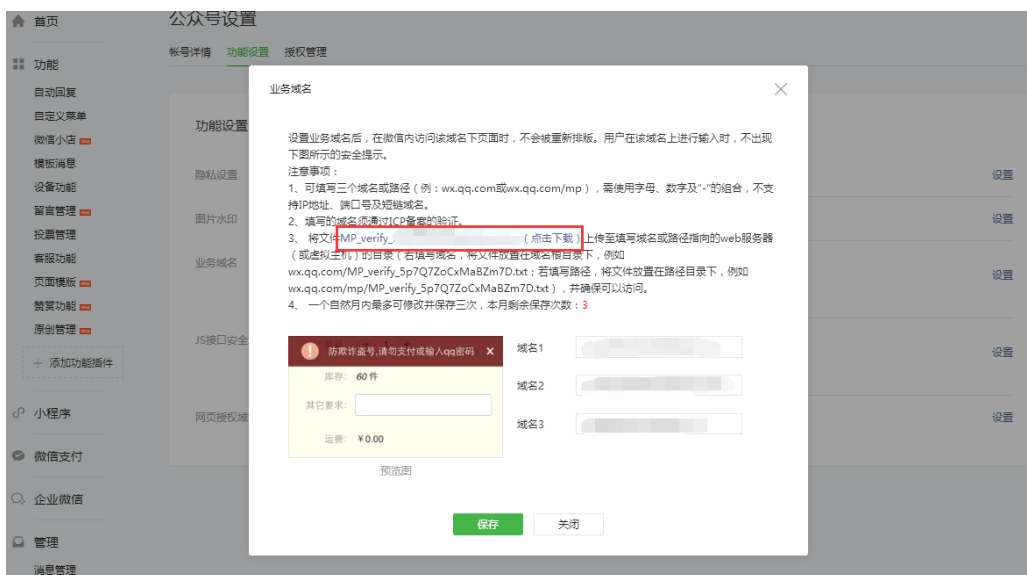 首页
公众号设置
帐号详情 功能设置 授权管理
功能
自动回复
自定义菜单
微信小店
模板消息
设备功能
留言管理
投票管理
客服功能
页面模板
赞赏功能
原创管理
+ 添加功能插件
小程序
微信支付
企业微信
管理
消息管理
功能设置
隐私设置 设置
图片水印 设置
业务域名 设置
JS接口安全 设置
网页授权域 设置
业务域名
设置业务域名后，在微信内访问该域名下页面时，不会被重新排版。用户在该域名上进行输入时，不出现
下图所示的安全提示。
注意事项：
1、可填写三个域名或路径（例：wx.qq.com或wx.qq.com/mp），需使用字母、数字及“-”的组合，不支
持IP地址、端口号及短链域名。
2、填写的域名须通过ICP备案的验证。
3、 将文件MP_verify_ （点击下载）上传至填写域名或路径指向的web服务器
（或虚拟主机）的目录（若填写域名，将文件放置在域名根目录下，例如
wx.qq.com/MP_verify_5p7Q7ZoCxMaBZm7D.txt；若填写路径，将文件放置在路径目录下，例如
wx.qq.com/mp/MP_verify_5p7Q7ZoCxMaBZm7D.txt），并确保可以访问。
4、 一个自然月内最多可修改并保存三次，本月剩余保存次数：3
防欺诈盗号,请勿支付或输入qq密码
库存: 60件
其它要求:
运费: ¥0.00
预览图
域名1
域名2
域名3
保存 关闭